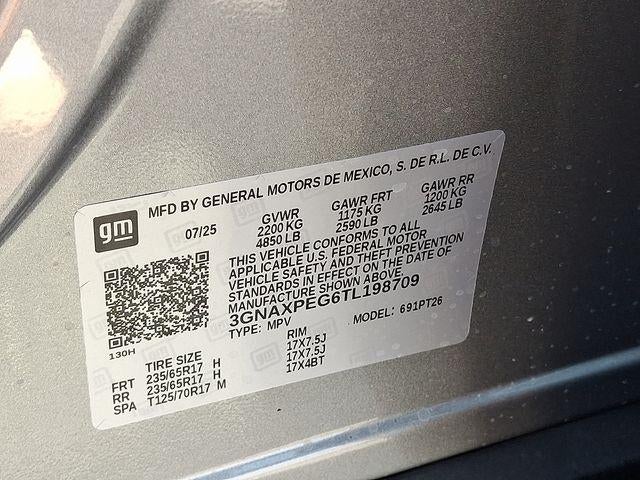 MFD BY GENERAL MOTORS DE MEXICO, S. DE R.L. DE C.V.
gm
07/25
GVWR GAWR FRT GAWR RR
2200 KG 1175 KG 1200 KG
4850 LB 2590 LB 2645 LB
THIS VEHICLE CONFORMS TO ALL
APPLICABLE U.S. FEDERAL MOTOR
VEHICLE SAFETY AND THEFT PREVENTION
STANDARDS IN EFFECT ON THE DATE OF
MANUFACTURE SHOWN ABOVE.
3GNAXPEG6TL198709
TYPE: MPV MODEL: 691PT26
130H
TIRE SIZE RIM
FRT 235/65R17 H 17X7.5J
RR 235/65R17 H 17X7.5J
SPA T125/70R17 M 17X4BT